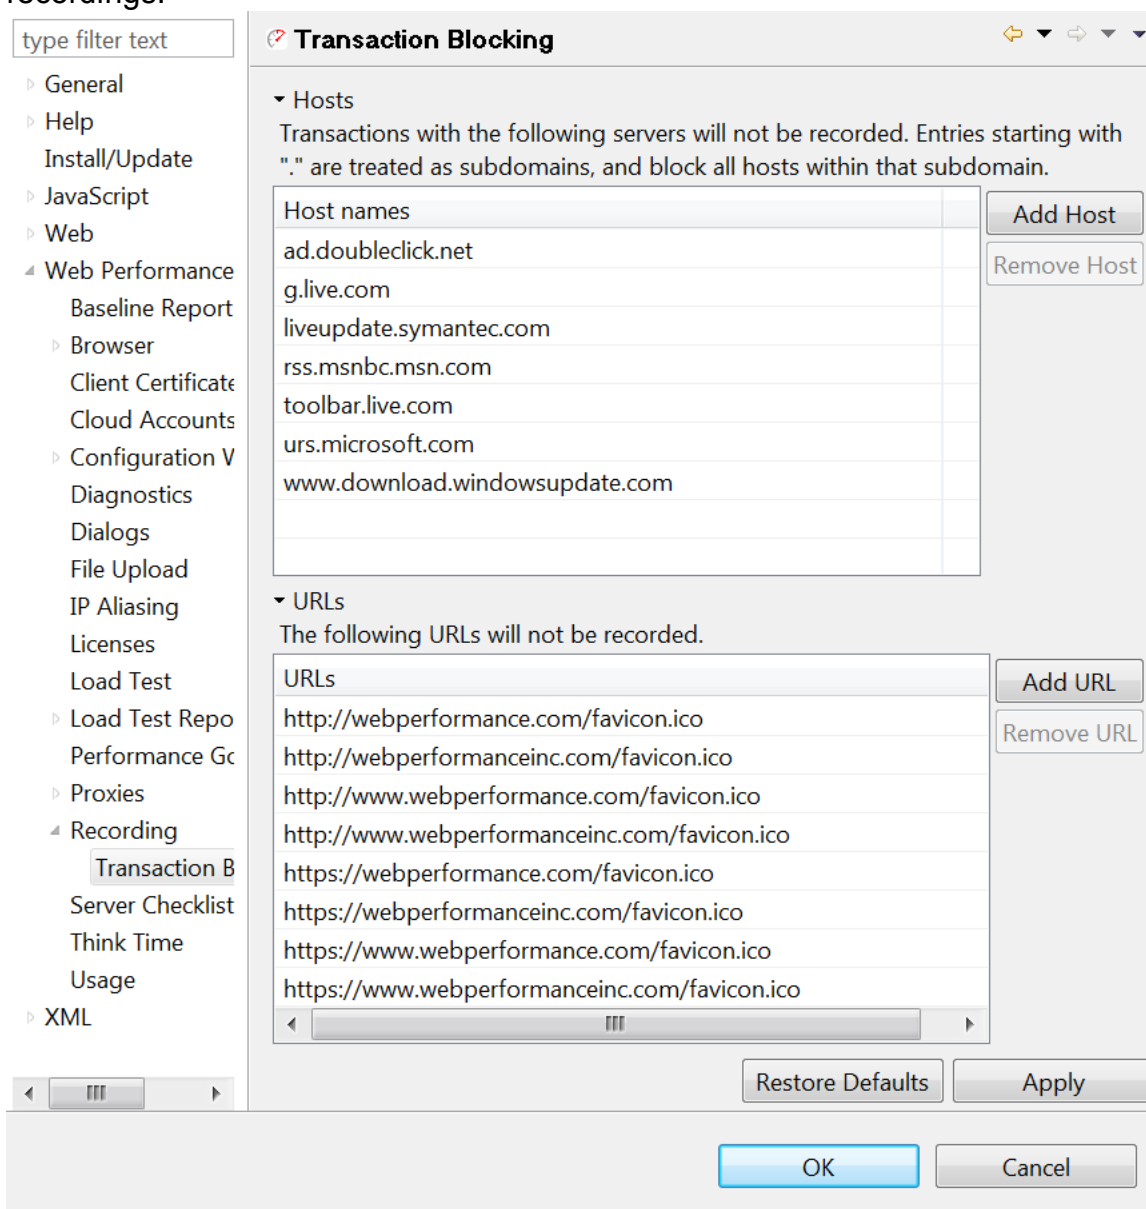 recordings.
type filter text
General
Help
Install/Update
JavaScript
Web
Web Performance
Baseline Report
Browser
Client Certificate
Cloud Accounts
Configuration
Diagnostics
Dialogs
File Upload
IP Aliasing
Licenses
Load Test
Load Test Repo
Performance Go
Proxies
Recording
Transaction B
Server Checklist
Think Time
Usage
XML
Transaction Blocking
Hosts
Transactions with the following servers will not be recorded. Entries starting with
"." are treated as subdomains, and block all hosts within that subdomain.
Host names
ad.doubleclick.net
g.live.com
liveupdate.symantec.com
rss.msnbc.msn.com
toolbar.live.com
urs.microsoft.com
www.download.windowsupdate.com
Add Host
Remove Host
URLs
The following URLs will not be recorded.
URLs
http://webperformance.com/favicon.ico
http://webperformanceinc.com/favicon.ico
http://www.webperformance.com/favicon.ico
http://www.webperformanceinc.com/favicon.ico
https://webperformance.com/favicon.ico
https://webperformanceinc.com/favicon.ico
https://www.webperformance.com/favicon.ico
https://www.webperformanceinc.com/favicon.ico
Add URL
Remove URL
Restore Defaults
Apply
OK
Cancel